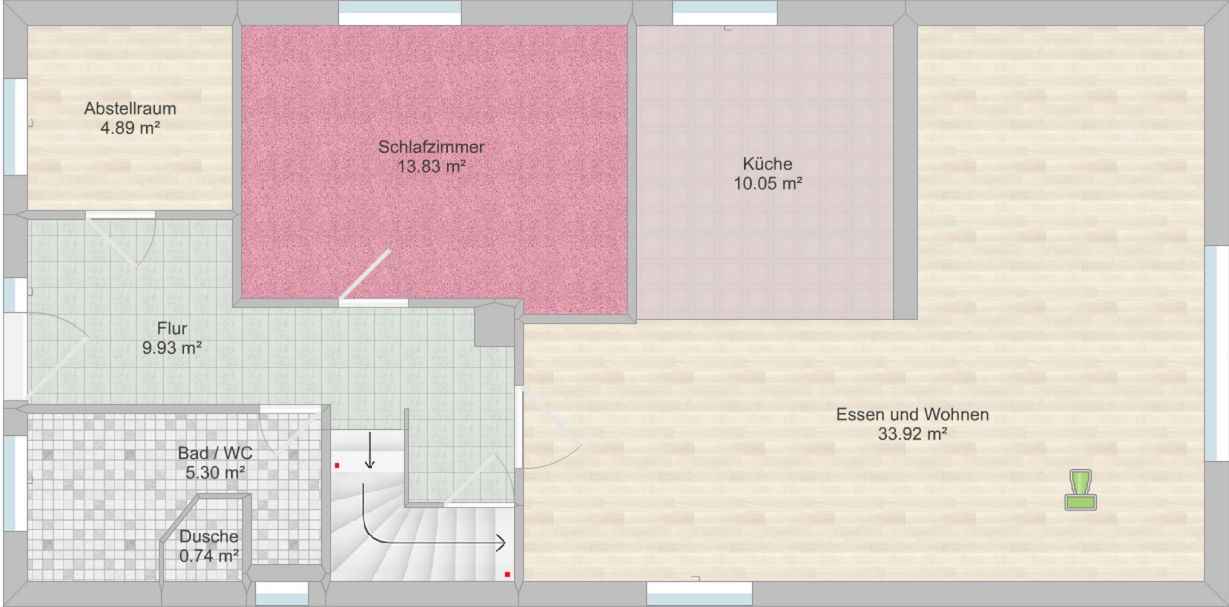 Abstellraum
4.89 m²
Schlafzimmer
13.83 m²
Küche
10.05 m²
Flur
9.93 m²
Essen und Wohnen
33.92 m²
Bad / WC
5.30 m²
Dusche
0.74 m²